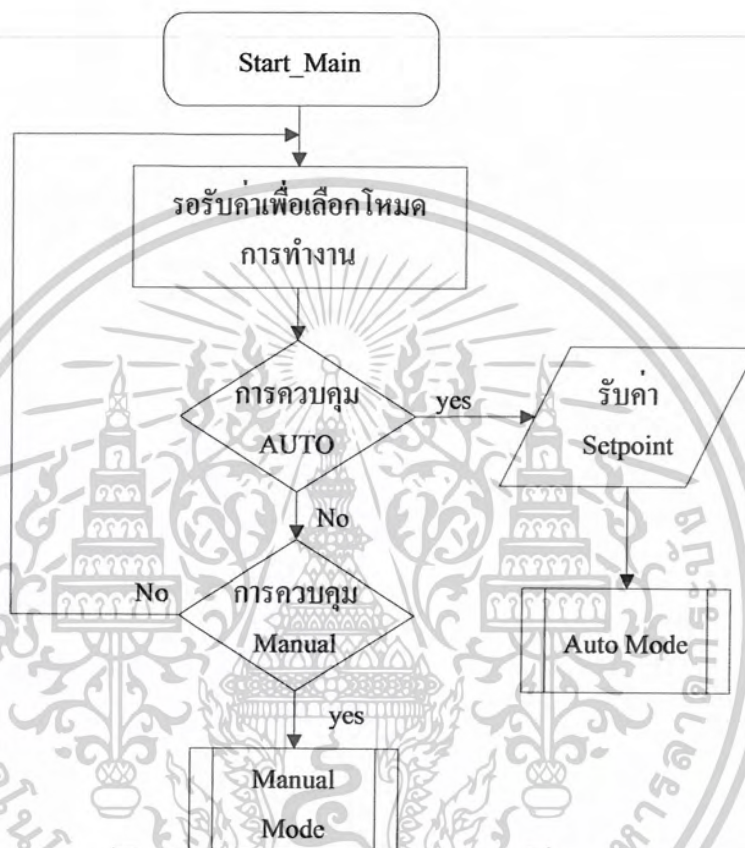 Start_Main
รอรับค่าเพื่อเลือกโหมด
การทำงาน
การควบคุม
AUTO
yes
รับค่า
Setpoint
No
No
การควบคุม
Manual
Auto Mode
yes
Manual
Mode